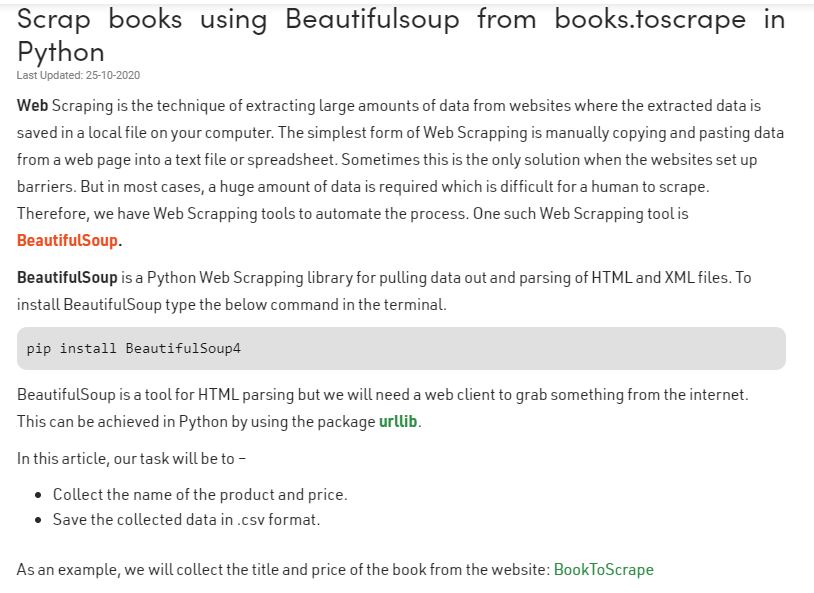 Scrap books using Beautifulsoup from books.toscrape in
Python
Last Updated: 25-10-2020
Web Scraping is the technique of extracting large amounts of data from websites where the extracted data is
saved in a local file on your computer. The simplest form of Web Scrapping is manually copying and pasting data
from a web page into a text file or spreadsheet. Sometimes this is the only solution when the websites set up
barriers. But in most cases, a huge amount of data is required which is difficult for a human to scrape.
Therefore, we have Web Scrapping tools to automate the process. One such Web Scrapping tool is
BeautifulSoup.
BeautifulSoup is a Python Web Scrapping library for pulling data out and parsing of HTML and XML files. To
install BeautifulSoup type the below command in the terminal.
pip install BeautifulSoup4
BeautifulSoup is a tool for HTML parsing but we will need a web client to grab something from the internet.
This can be achieved in Python by using the package urllib.
In this article, our task will be to –
• Collect the name of the product and price.
• Save the collected data in .csv format.
As an example, we will collect the title and price of the book from the website: BookToScrape